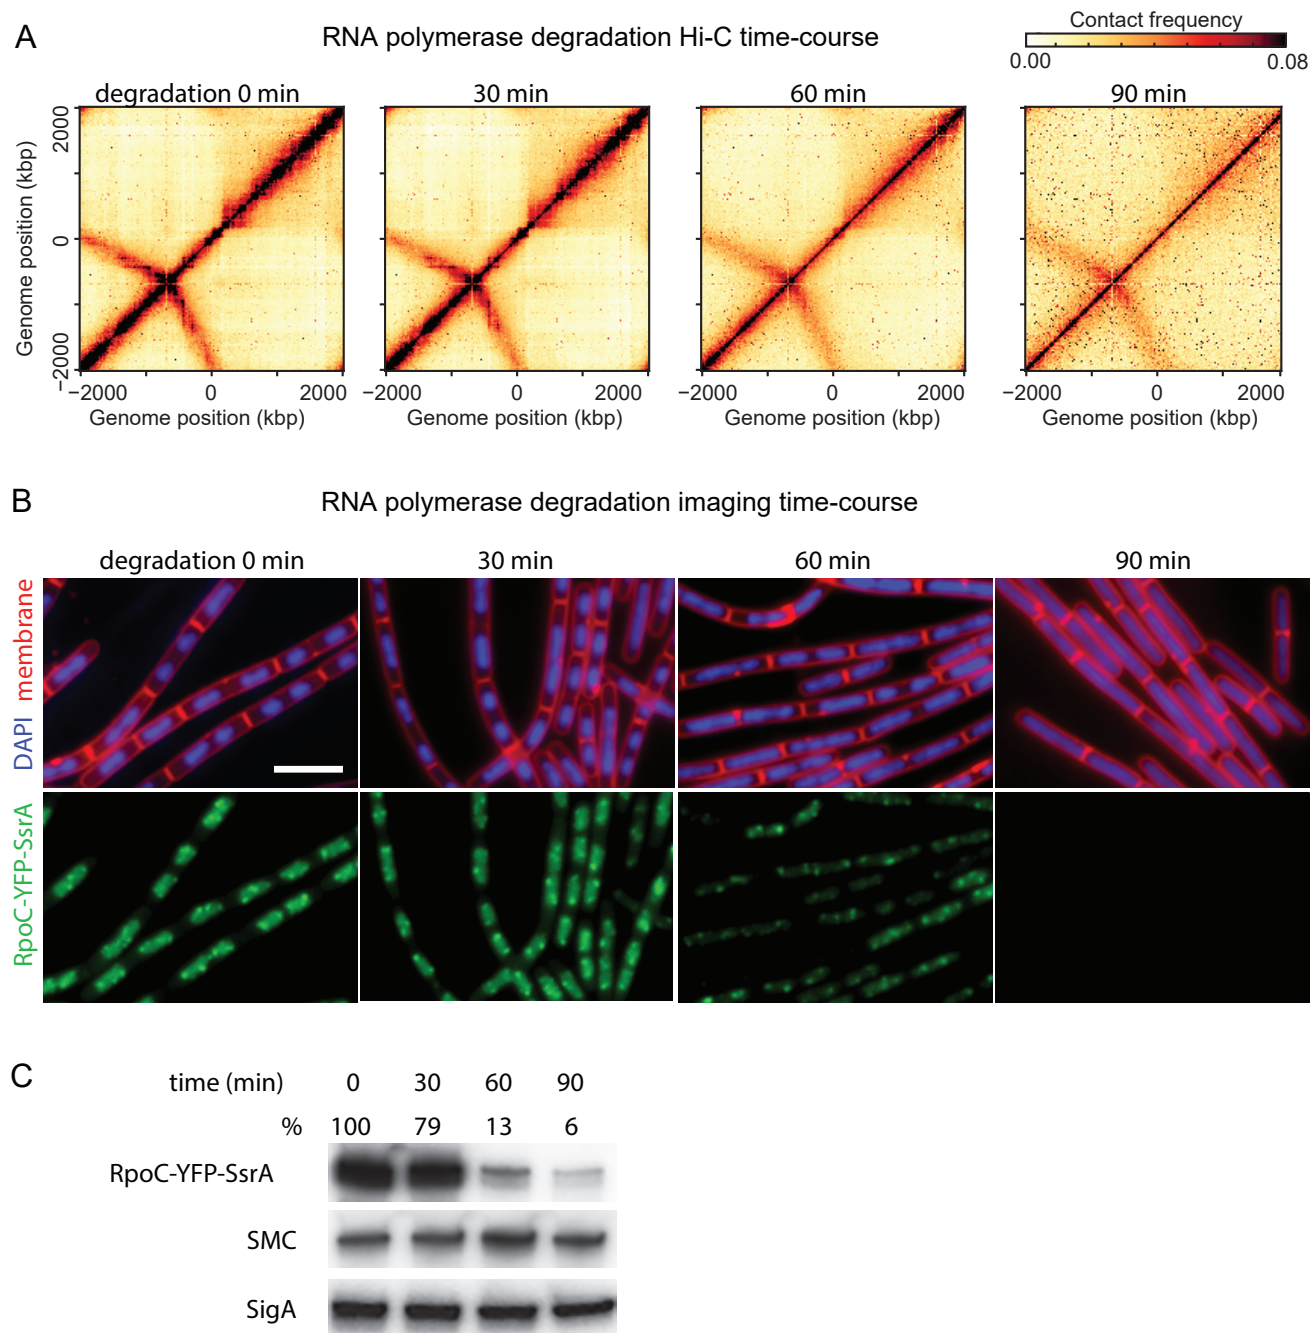 A
RNA polymerase degradation Hi-C time-course
Contact frequency
0.00 0.08
degradation 0 min 30 min 60 min 90 min
Genome position (kbp)
2000
0
−2000
−2000 0 2000 −2000 0 2000 −2000 0 2000 −2000 0 2000
Genome position (kbp) Genome position (kbp) Genome position (kbp) Genome position (kbp)
B
RNA polymerase degradation imaging time-course
degradation 0 min 30 min 60 min 90 min
DAPI membrane
RpoC-YFP-SsrA
C
time (min) 0 30 60 90
% 100 79 13 6
RpoC-YFP-SsrA
SMC
SigA